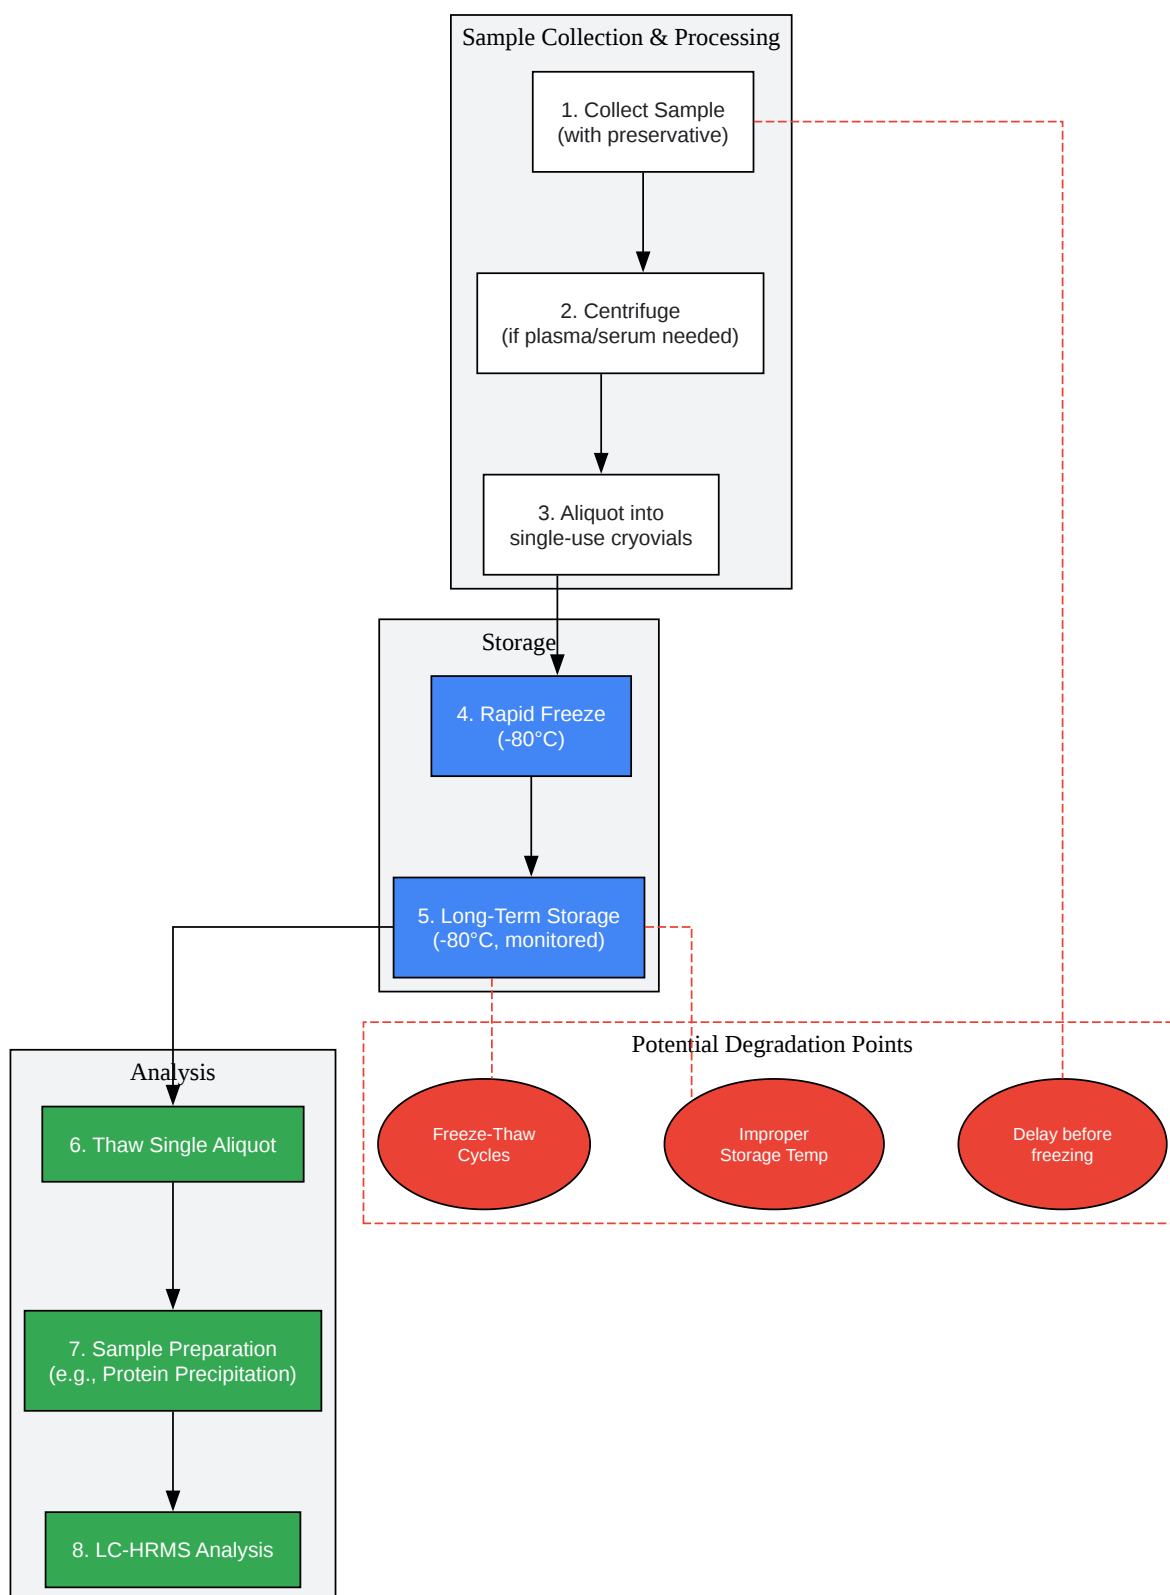 Sample Collection & Processing
1. Collect Sample
(with preservative)
2. Centrifuge
(if plasma/serum needed)
3. Aliquot into
single-use cryovials
Storage
4. Rapid Freeze
(-80°C)
5. Long-Term Storage
(-80°C, monitored)
Potential Degradation Points
Freeze-Thaw
Cycles
Improper
Storage Temp
Delay before
freezing
Analysis
6. Thaw Single Aliquot
7. Sample Preparation
(e.g., Protein Precipitation)
8. LC-HRMS Analysis